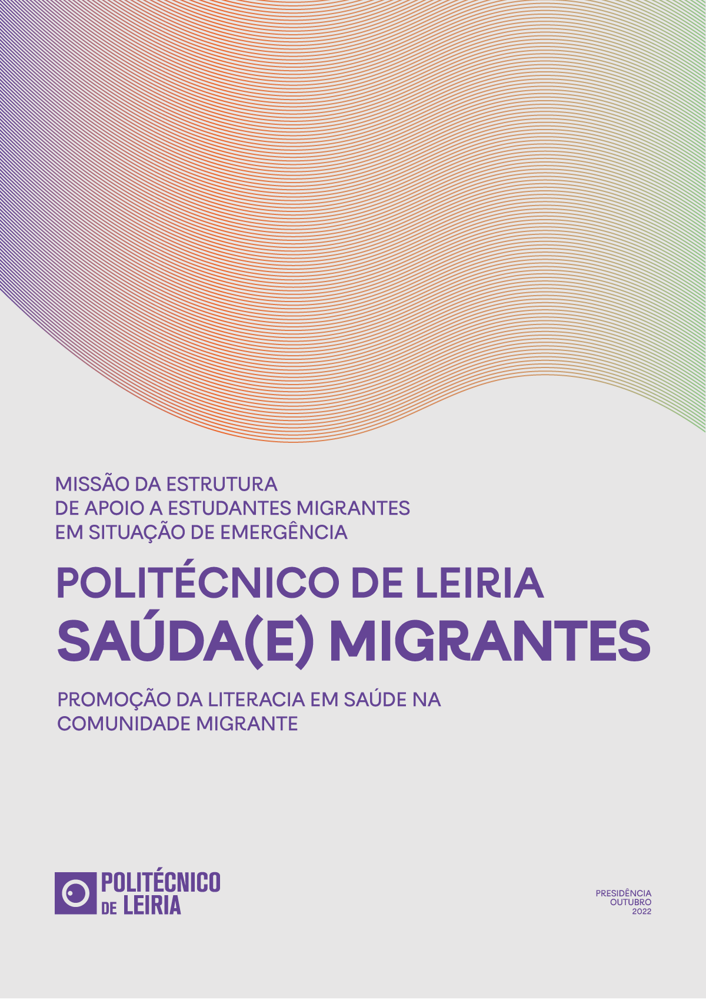 MISSÃO DA ESTRUTURA
DE APOIO A ESTUDANTES MIGRANTES
EM SITUAÇÃO DE EMERGÊNCIA
POLITÉCNICO DE LEIRIA
SAÚDA(E) MIGRANTES
PROMOÇÃO DA LITERACIA EM SAÚDE NA
COMUNIDADE MIGRANTE
POLITÉCNICO
DE LEIRIA
PRESIDÊNCIA
OUTUBRO
2022